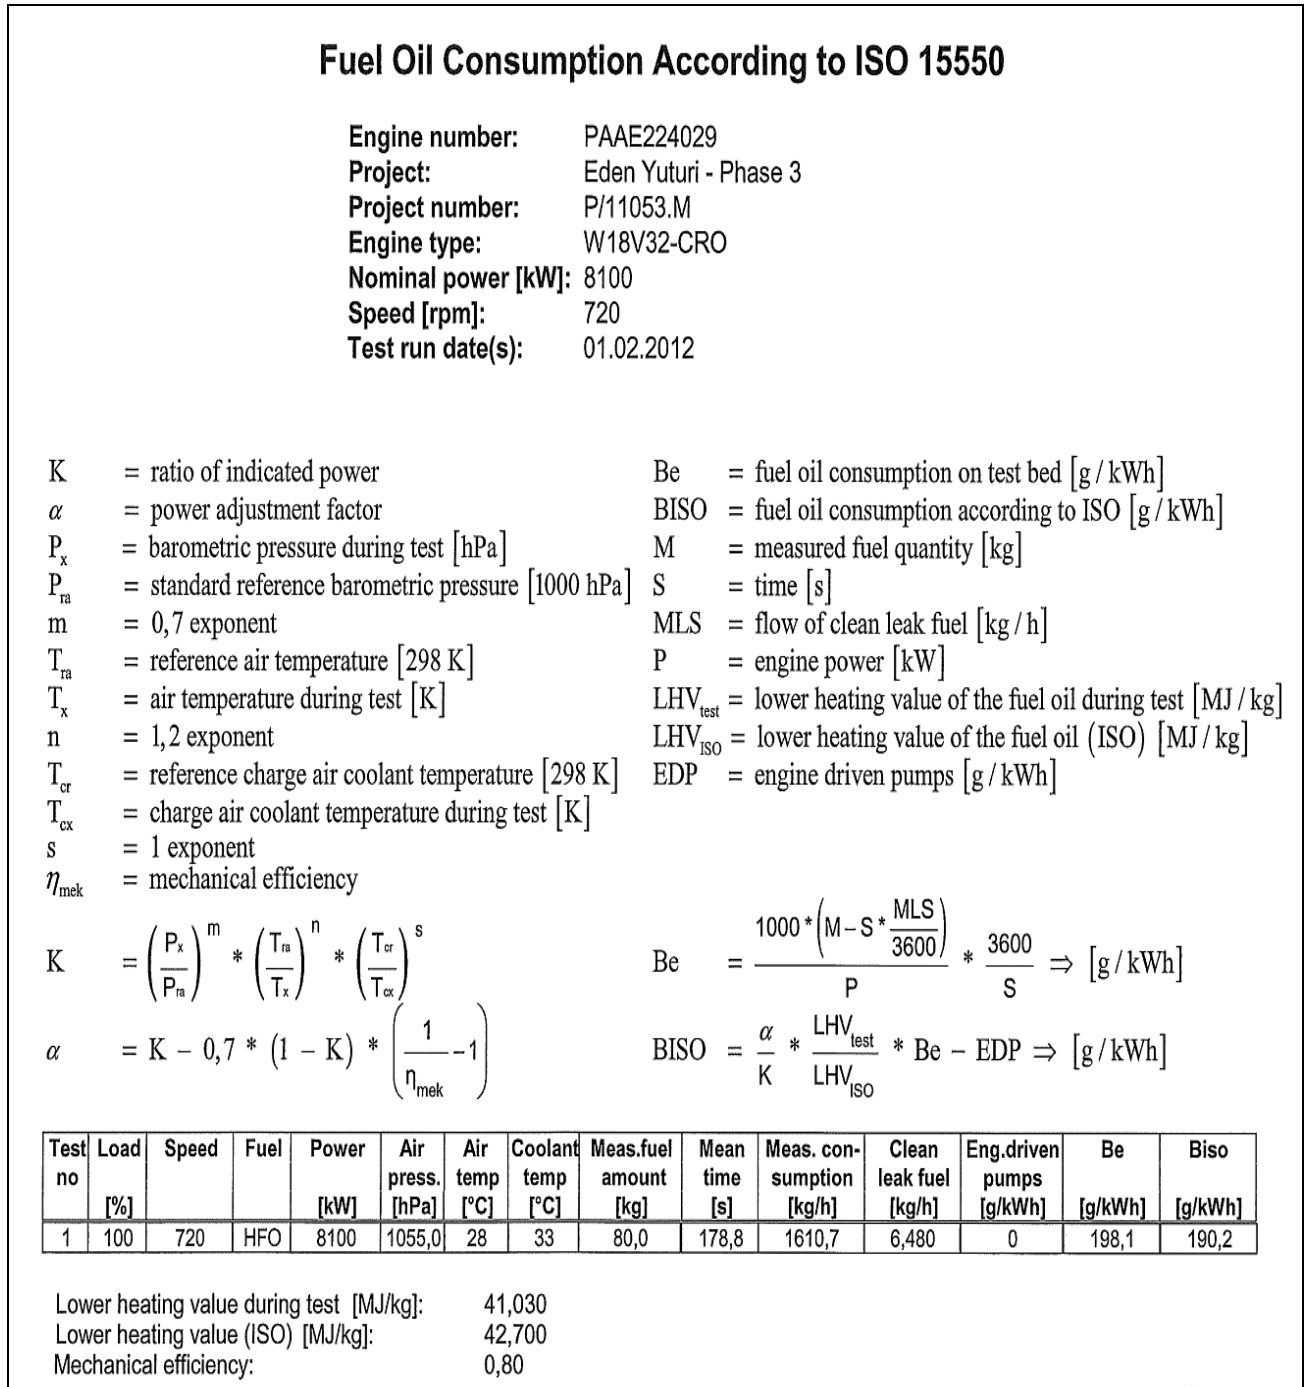 Fuel Oil Consumption According to ISO 15550
Engine number: PAAE224029
Project: Eden Yuturi - Phase 3
Project number: P/11053.M
Engine type: W18V32-CRO
Nominal power [kW]: 8100
Speed [rpm]: 720
Test run date(s): 01.02.2012
K = ratio of indicated power
α = power adjustment factor
Px = barometric pressure during test [hPa]
Pra = standard reference barometric pressure [1000 hPa]
m = 0,7 exponent
Tra = reference air temperature [298 K]
Tx = air temperature during test [K]
n = 1,2 exponent
Tcr = reference charge air coolant temperature [298 K]
Tcx = charge air coolant temperature during test [K]
s = 1 exponent
ηmek = mechanical efficiency
K = (Px/Pra)^m * (Tra/Tx)^n * (Tcr/Tcx)^s
α = K – 0,7 * (1 – K) * (1/ηmek – 1)
Be = fuel oil consumption on test bed [g / kWh]
BISO = fuel oil consumption according to ISO [g / kWh]
M = measured fuel quantity [kg]
S = time [s]
MLS = flow of clean leak fuel [kg / h]
P = engine power [kW]
LHVtest = lower heating value of the fuel oil during test [MJ / kg]
LHVISO = lower heating value of the fuel oil (ISO) [MJ / kg]
EDP = engine driven pumps [g / kWh]
Be = 1000 * (M – S * MLS/3600) / P * 3600/S ⇒ [g / kWh]
BISO = α/K * LHVtest/LHVISO * Be – EDP ⇒ [g / kWh]
Test no Load [%] Speed Fuel Power [kW] Air press. [hPa] Air temp [°C] Coolant temp [°C] Meas.fuel amount [kg] Mean time [s] Meas. con-sumption [kg/h] Clean leak fuel [kg/h] Eng.driven pumps [g/kWh] Be [g/kWh] Biso [g/kWh]
1 100 720 HFO 8100 1055,0 28 33 80,0 178,8 1610,7 6,480 0 198,1 190,2
Lower heating value during test [MJ/kg]: 41,030
Lower heating value (ISO) [MJ/kg]: 42,700
Mechanical efficiency: 0,80